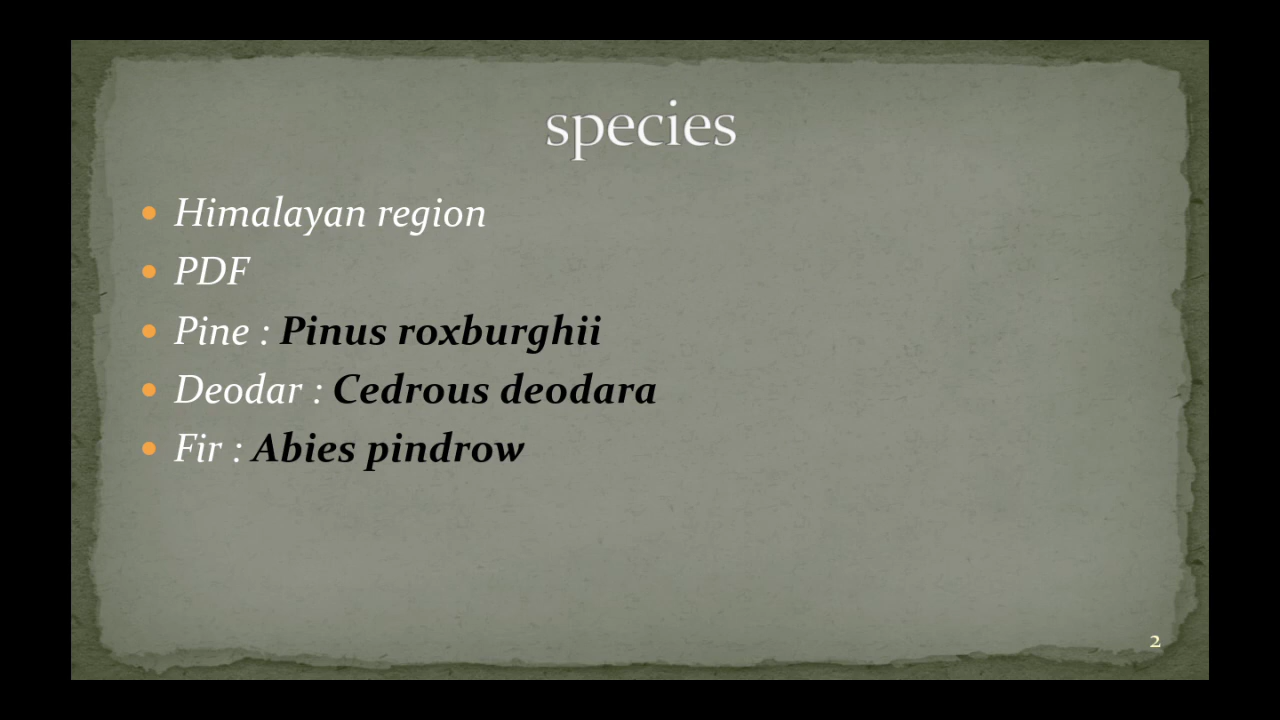 species
Himalayan region
PDF
Pine : Pinus roxburghii
Deodar : Cedrous deodara
Fir : Abies pindrow
2